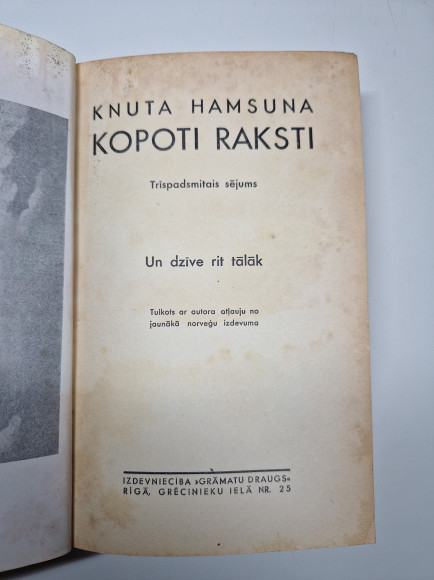 KNUTA HAMSUNA
KOPOTI RAKSTI
Trīspadsmitais sējums
Un dzīve rit tālāk
Tulkots ar autora atļauju no
jaunākā norveģu izdevuma
IZDEVNIECĪBA »GRĀMATU DRAUGS«
RĪGĀ, GRĒCINIEKU IELĀ NR. 25